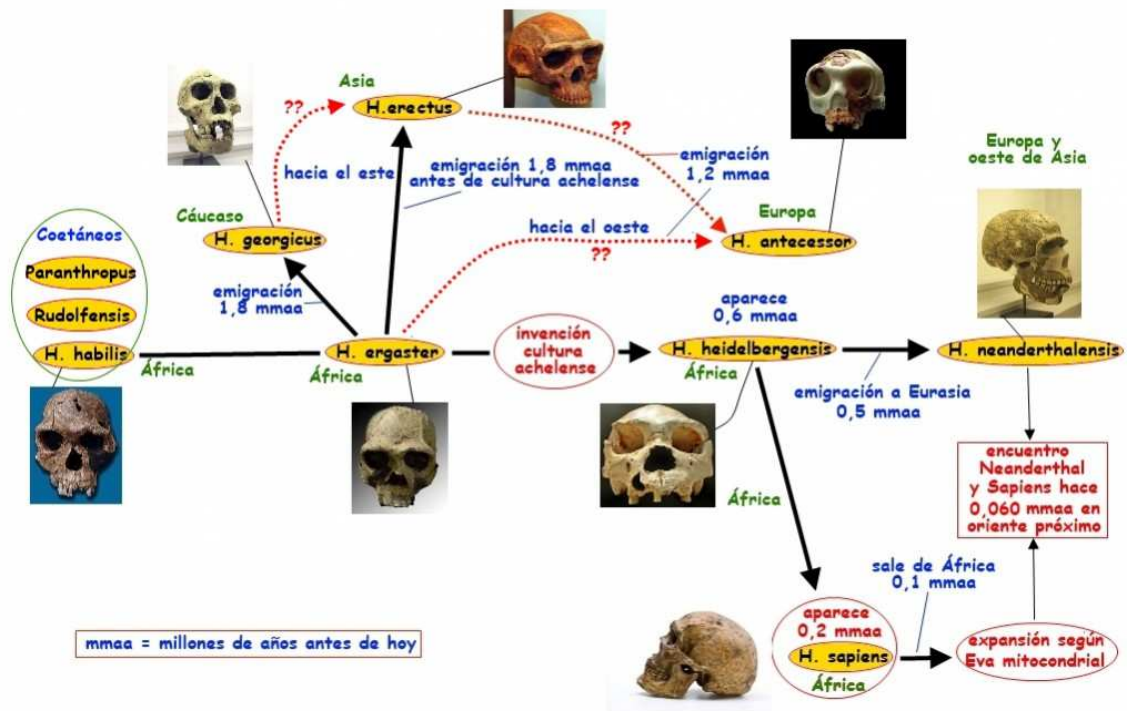 Asia
H.erectus
??
??
hacia el este
emigración 1,8 mmaa
antes de cultura achelense
emigración
1,2 mmaa
Europa y
oeste de Asia
Cáucaso
H. georgicus
hacia el oeste
??
Europa
H. antecessor
Coetáneos
Paranthropus
Rudolfensis
H. habilis
África
emigración
1,8 mmaa
H. ergaster
África
invención
cultura
achelense
aparece
0,6 mmaa
H. heidelbergensis
África
emigración a Eurasia
0,5 mmaa
H. neanderthalensis
encuentro
Neanderthal
y Sapiens hace
0,060 mmaa en
oriente próximo
África
sale de África
0,1 mmaa
aparece
0,2 mmaa
H. sapiens
África
expansión según
Eva mitocondrial
mmaa = millones de años antes de hoy